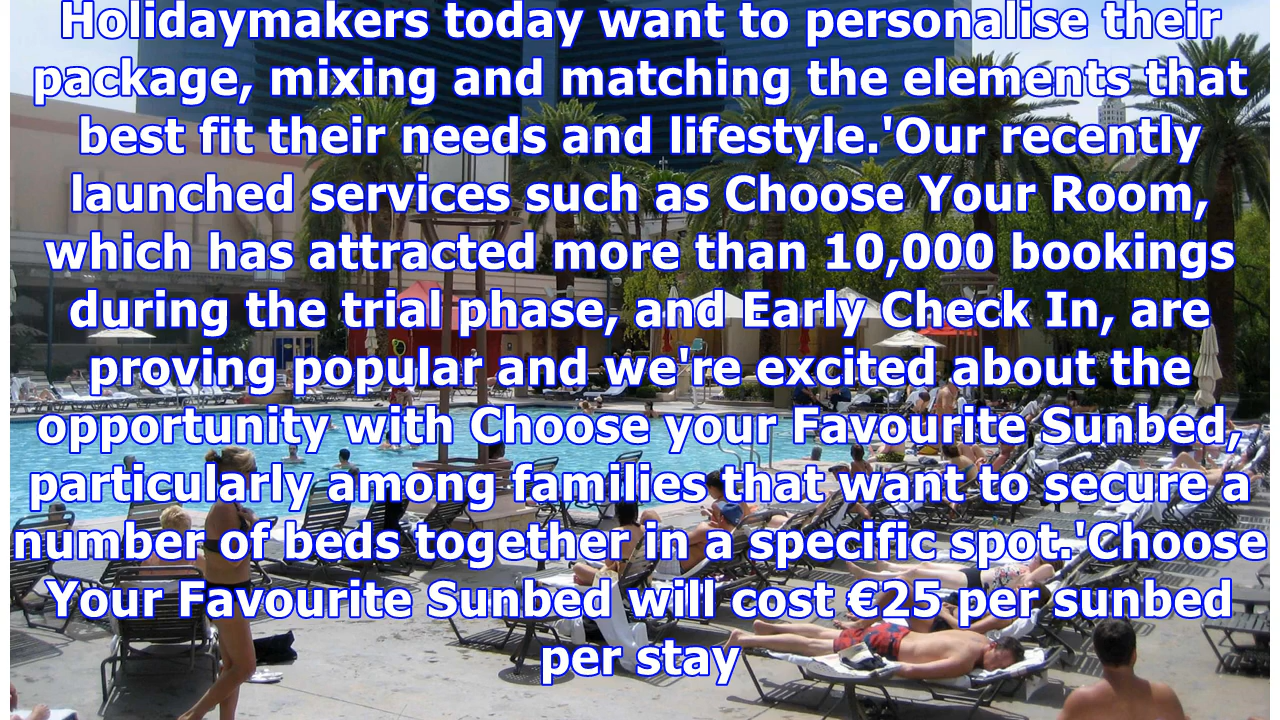 Holidaymakers today want to personalise their
package, mixing and matching the elements that
best fit their needs and lifestyle.'Our recently
launched services such as Choose Your Room,
which has attracted more than 10,000 bookings
during the trial phase, and Early Check In, are
proving popular and we're excited about the
opportunity with Choose your Favourite Sunbed,
particularly among families that want to secure a
number of beds together in a specific spot.'Choose
Your Favourite Sunbed will cost €25 per sunbed
per stay